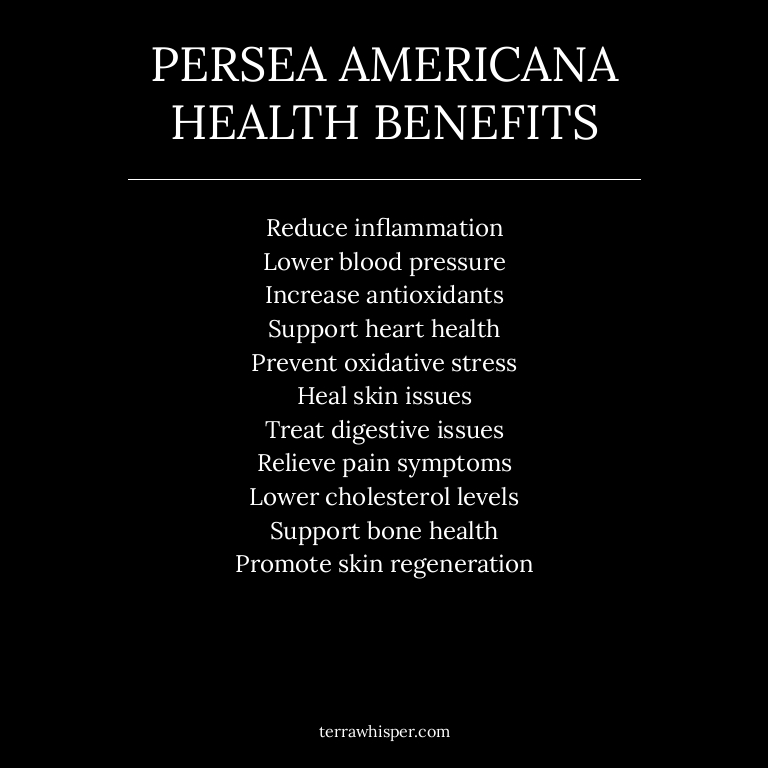 PERSEA AMERICANA
HEALTH BENEFITS
Reduce inflammation
Lower blood pressure
Increase antioxidants
Support heart health
Prevent oxidative stress
Heal skin issues
Treat digestive issues
Relieve pain symptoms
Lower cholesterol levels
Support bone health
Promote skin regeneration
terrawhisper.com